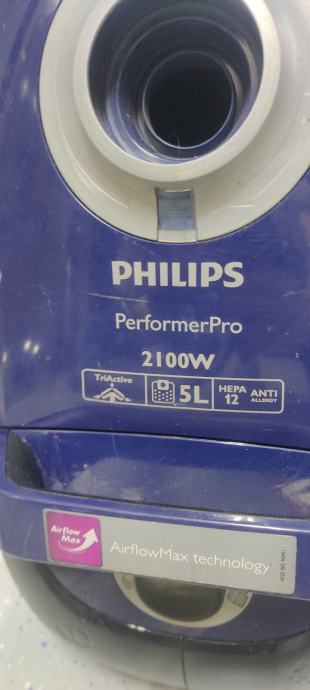 PHILIPS
PerformerPro
2100W
TriActive
5L
HEPA 12
ANTI ALLERGY
Airflow
Max
AirflowMax technology